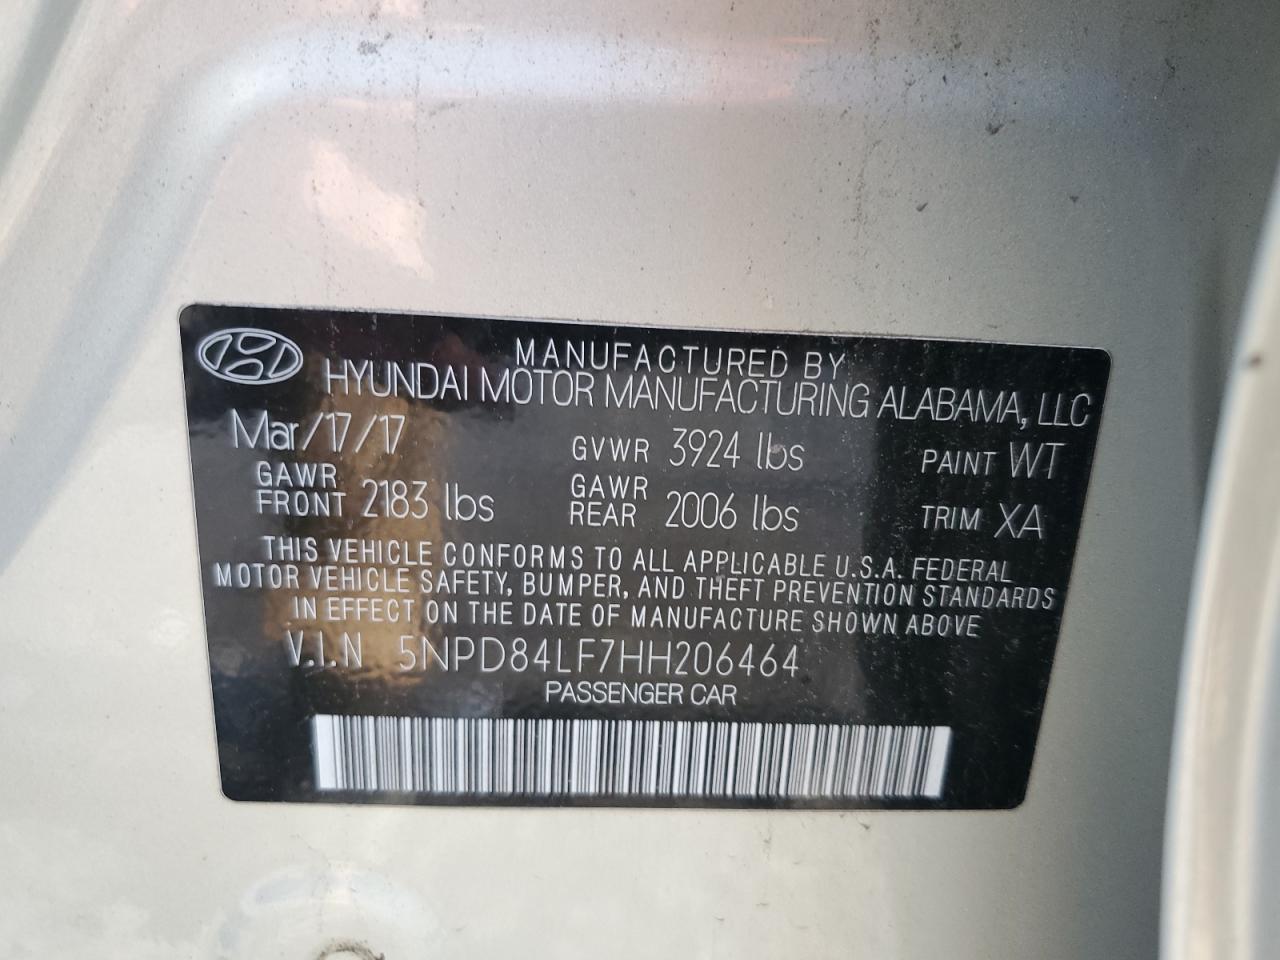 MANUFACTURED BY
HYUNDAI MOTOR MANUFACTURING ALABAMA, LLC
Mar/17/17 GVWR 3924 lbs PAINT WT
GAWR FRONT 2183 lbs GAWR REAR 2006 lbs TRIM XA
THIS VEHICLE CONFORMS TO ALL APPLICABLE U.S.A. FEDERAL
MOTOR VEHICLE SAFETY, BUMPER, AND THEFT PREVENTION STANDARDS
IN EFFECT ON THE DATE OF MANUFACTURE SHOWN ABOVE
V.I.N 5NPD84LF7HH206464
PASSENGER CAR